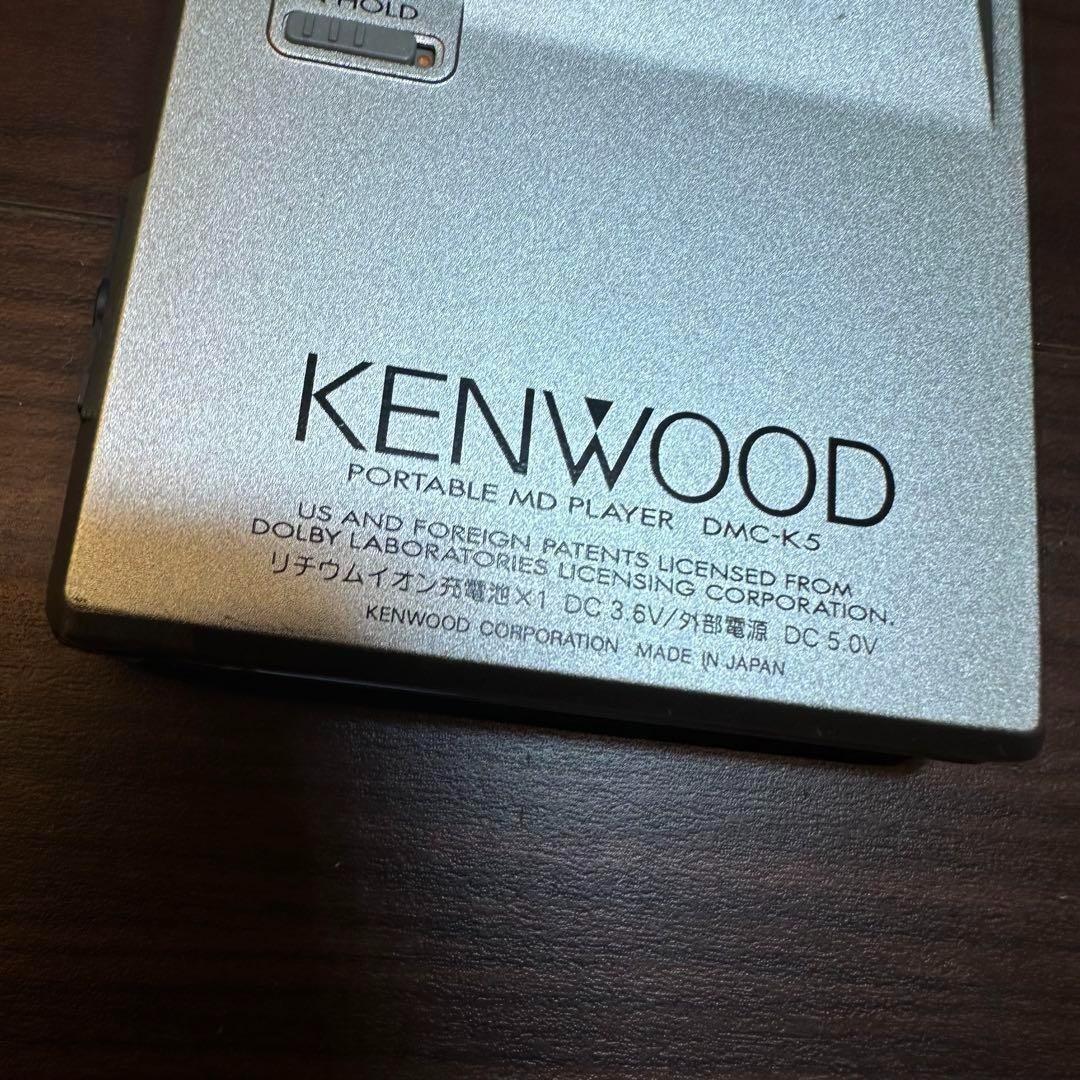 HOLD
KENWOOD
PORTABLE MD PLAYER DMC-K5
US AND FOREIGN PATENTS LICENSED FROM
DOLBY LABORATORIES LICENSING CORPORATION.
リチウムイオン充電池×1 DC 3.6V/外部電源 DC 5.0V
KENWOOD CORPORATION MADE IN JAPAN